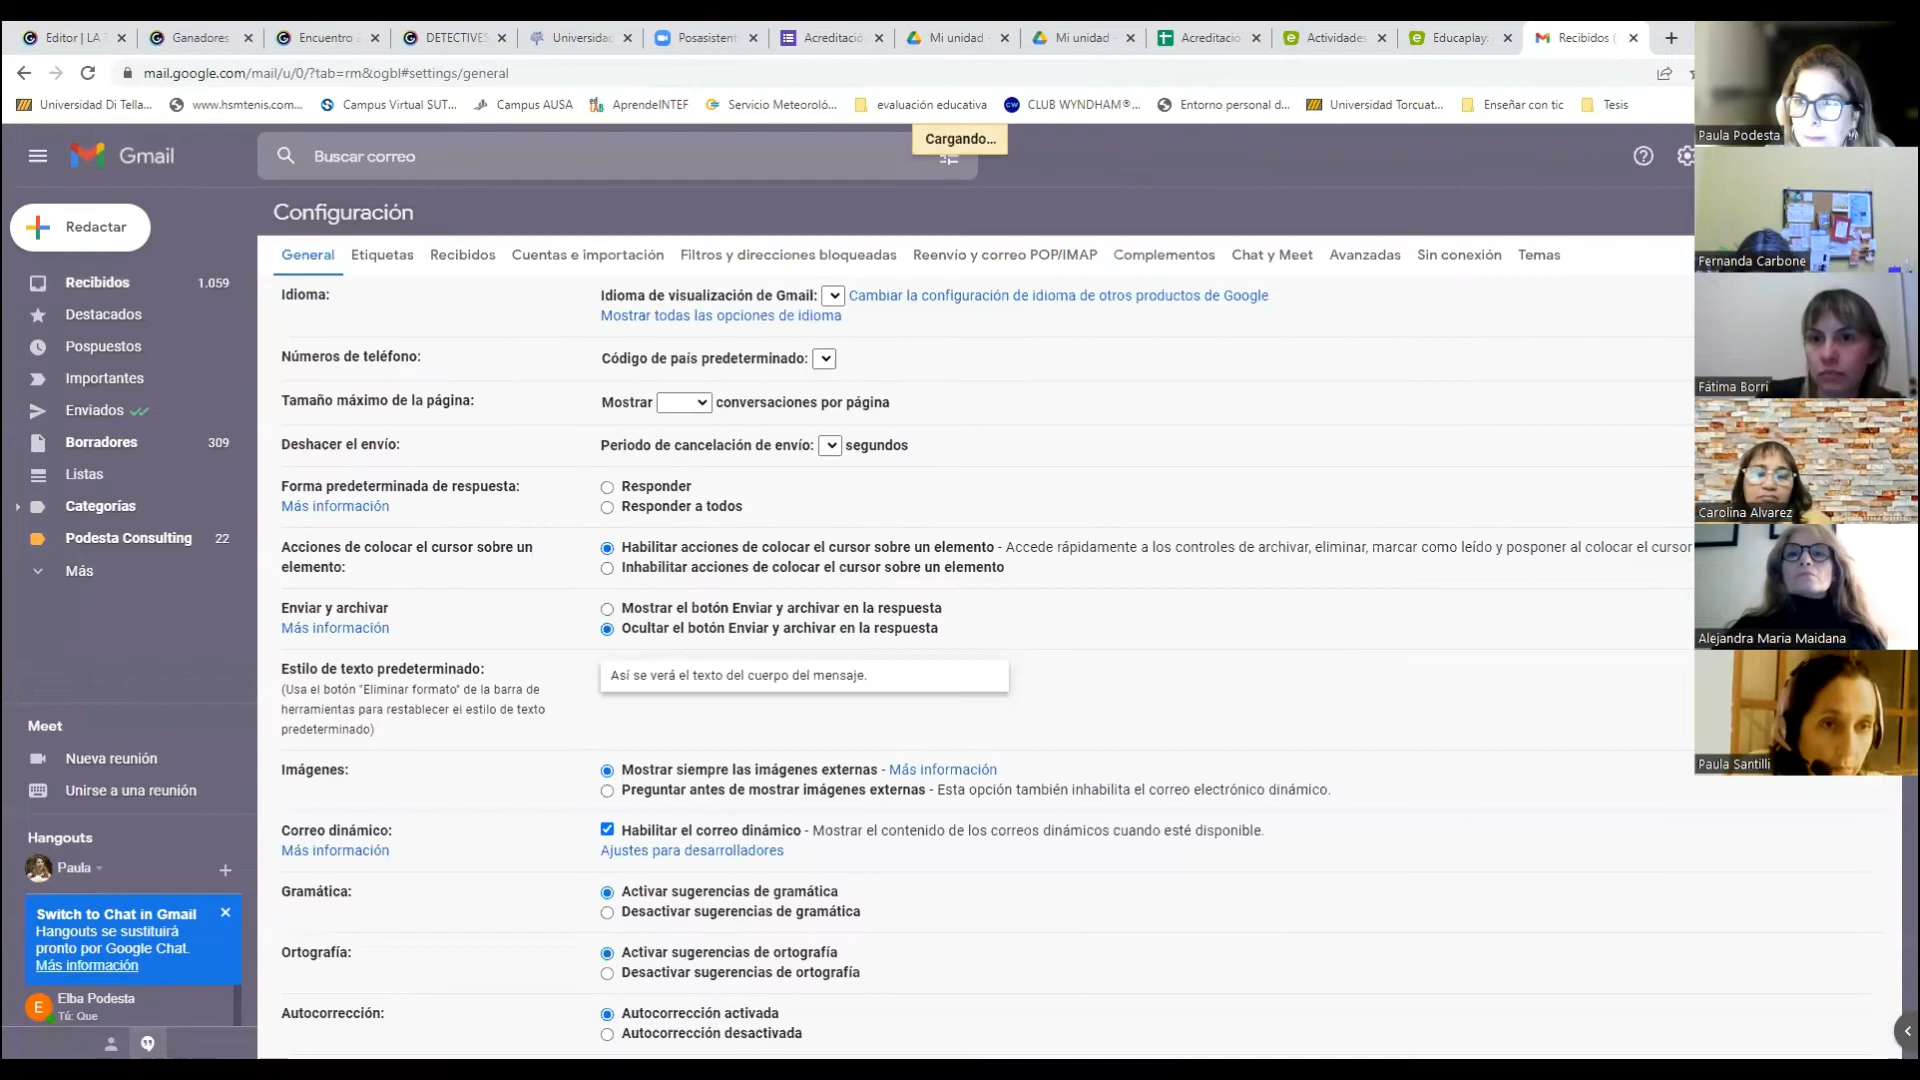 Editor | LA
Ganadores
Encuentro
DETECTIVES
Universidad
Posasistent
Acreditació
Mi unidad
Mi unidad
Acreditacio
Actividades
Educaplay:
Recibidos (
mail.google.com/mail/u/0/?tab=rm&ogbl#settings/general
Universidad Di Tella...
www.hsmtenis.com...
Campus Virtual SUT...
Campus AUSA
AprendeINTEF
Servicio Meteoroló...
evaluación educativa
CLUB WYNDHAM®...
Entorno personal d...
Universidad Torcuat...
Enseñar con tic
Tesis
Cargando...
Gmail
Buscar correo
Redactar
Recibidos 1.059
Destacados
Pospuestos
Importantes
Enviados
Borradores 309
Listas
Categorías
Podesta Consulting 22
Más
Meet
Nueva reunión
Unirse a una reunión
Hangouts
Paula
Switch to Chat in Gmail
Hangouts se sustituirá
pronto por Google Chat.
Más información
E
Elba Podesta
Tú: Que
Configuración
General Etiquetas Recibidos Cuentas e importación Filtros y direcciones bloqueadas Reenvío y correo POP/IMAP Complementos Chat y Meet Avanzadas Sin conexión Temas
Idioma:
Idioma de visualización de Gmail: Cambiar la configuración de idioma de otros productos de Google
Mostrar todas las opciones de idioma
Números de teléfono:
Código de país predeterminado:
Tamaño máximo de la página:
Mostrar conversaciones por página
Deshacer el envío:
Periodo de cancelación de envío: segundos
Forma predeterminada de respuesta:
Más información
Responder
Responder a todos
Acciones de colocar el cursor sobre un
elemento:
Habilitar acciones de colocar el cursor sobre un elemento - Accede rápidamente a los controles de archivar, eliminar, marcar como leído y posponer al colocar el cursor
Inhabilitar acciones de colocar el cursor sobre un elemento
Enviar y archivar
Más información
Mostrar el botón Enviar y archivar en la respuesta
Ocultar el botón Enviar y archivar en la respuesta
Estilo de texto predeterminado:
(Usa el botón "Eliminar formato" de la barra de
herramientas para restablecer el estilo de texto
predeterminado)
Así se verá el texto del cuerpo del mensaje.
Imágenes:
Mostrar siempre las imágenes externas - Más información
Preguntar antes de mostrar imágenes externas - Esta opción también inhabilita el correo electrónico dinámico.
Correo dinámico:
Más información
Habilitar el correo dinámico - Mostrar el contenido de los correos dinámicos cuando esté disponible.
Ajustes para desarrolladores
Gramática:
Activar sugerencias de gramática
Desactivar sugerencias de gramática
Ortografía:
Activar sugerencias de ortografía
Desactivar sugerencias de ortografía
Autocorrección:
Autocorrección activada
Autocorrección desactivada
Paula Podesta
Fernanda Carbone
Fátima Borri
Carolina Alvarez
Alejandra Maria Maidana
Paula Santilli